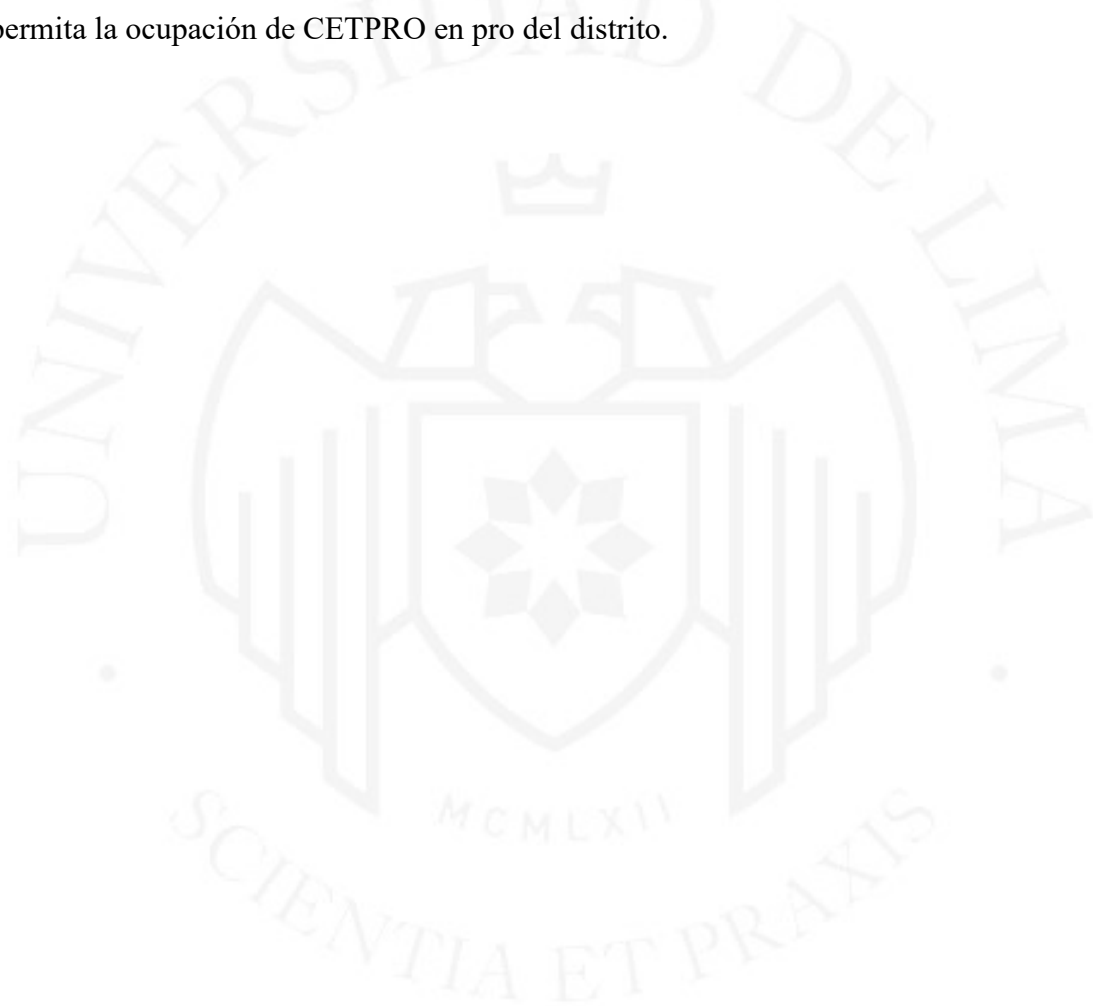 permita la ocupación de CETPRO en pro del distrito.
UNIVERSIDAD DE LIMA
MCMLXII
SCIENTIA ET PRAXIS